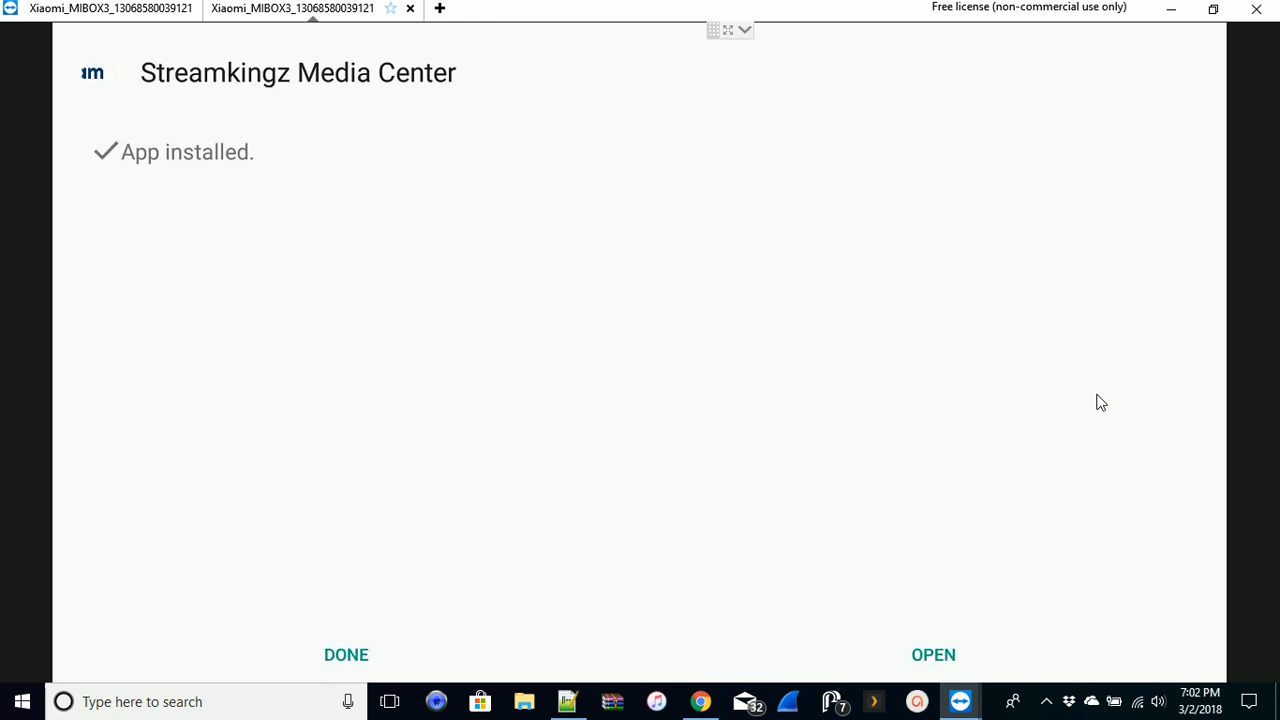 Xiaomi_MIBOX3_13068580039121
Xiaomi_MIBOX3_13068580039121
Free license (non-commercial use only)
am
Streamkingz Media Center
App installed.
DONE
OPEN
Type here to search
32
7
7:02 PM
3/2/2018